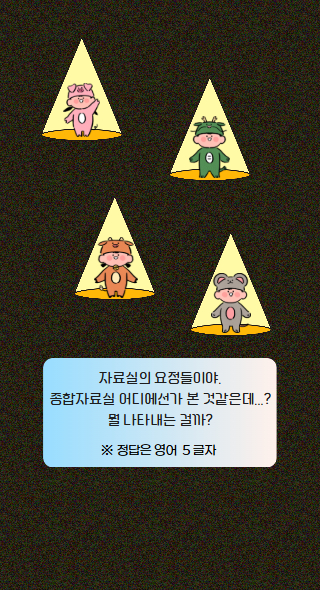 자료실의 요정들이야.
종합자료실 어디에선가 본 것같은데...?
뭘 나타내는 걸까?
※ 정답은 영어 5글자